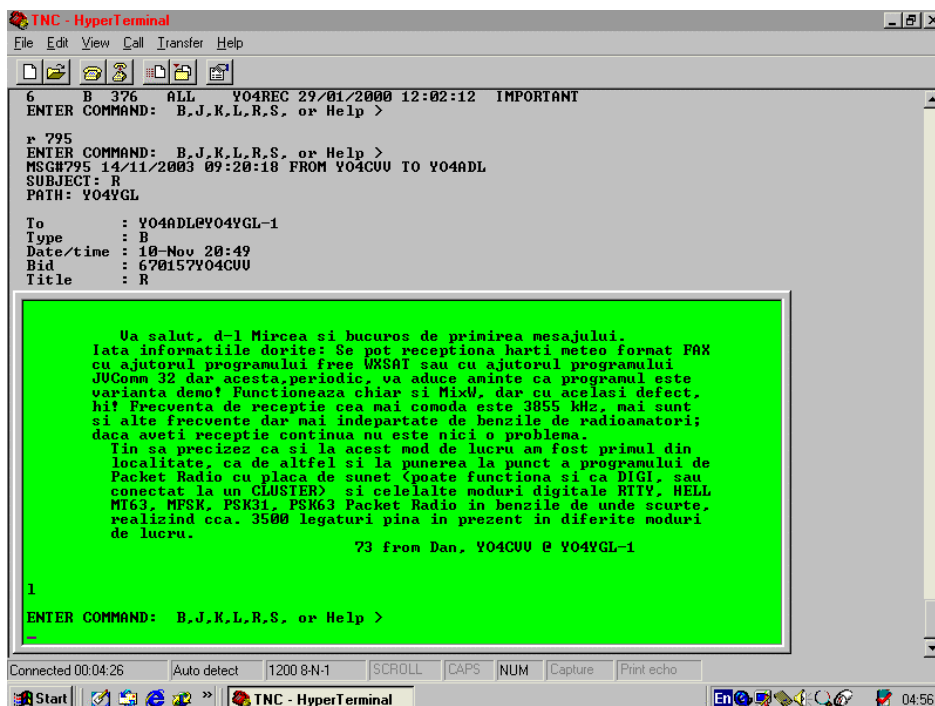 TNC - HyperTerminal
File Edit View Call Transfer Help
6 B 376 ALL YO4REC 29/01/2000 12:02:12 IMPORTANT
ENTER COMMAND: B,J,K,L,R,S, or Help >
r 795
ENTER COMMAND: B,J,K,L,R,S, or Help >
MSG#795 14/11/2003 09:20:18 FROM YO4CVV TO YO4ADL
SUBJECT: R
PATH: YO4YGL
To : YO4ADL@YO4YGL-1
Type : B
Date/time : 10-Nov 20:49
Bid : 670157YO4CVV
Title : R
Va salut, d-l Mircea si bucuros de primirea mesajului.
Iata informatiile dorite: Se pot receptiona harti meteo format FAX
cu ajutorul programului free WXSAT sau cu ajutorul programului
JVComm 32 dar acesta,periodic, va aduce aminte ca programul este
varianta demo! Functioneaza chiar si MixW, dar cu acelasi defect,
hi! Frecventa de receptie cea mai comoda este 3855 kHz, mai sunt
si alte frecvente dar mai indepartate de benzile de radioamatori;
daca aveti receptie continua nu este nici o problema.
Tin sa precizez ca si la acest mod de lucru am fost primul din
localitate, ca de altfel si la punerea la punct a programului de
Packet Radio cu placa de sunet (poate functiona si ca DIGI, sau
conectat la un CLUSTER) si celelalte moduri digitale RTTY, HELL
MT63, MFSK, PSK31, PSK63 Packet Radio in benzile de unde scurte,
realizind cca. 3500 legaturi pina in prezent in diferite moduri
de lucru.
73 from Dan, YO4CVV @ YO4YGL-1
l
ENTER COMMAND: B,J,K,L,R,S, or Help >
Connected 00:04:26 Auto detect 1200 8-N-1 SCROLL CAPS NUM Capture Print echo
Start » TNC - HyperTerminal En 04:56